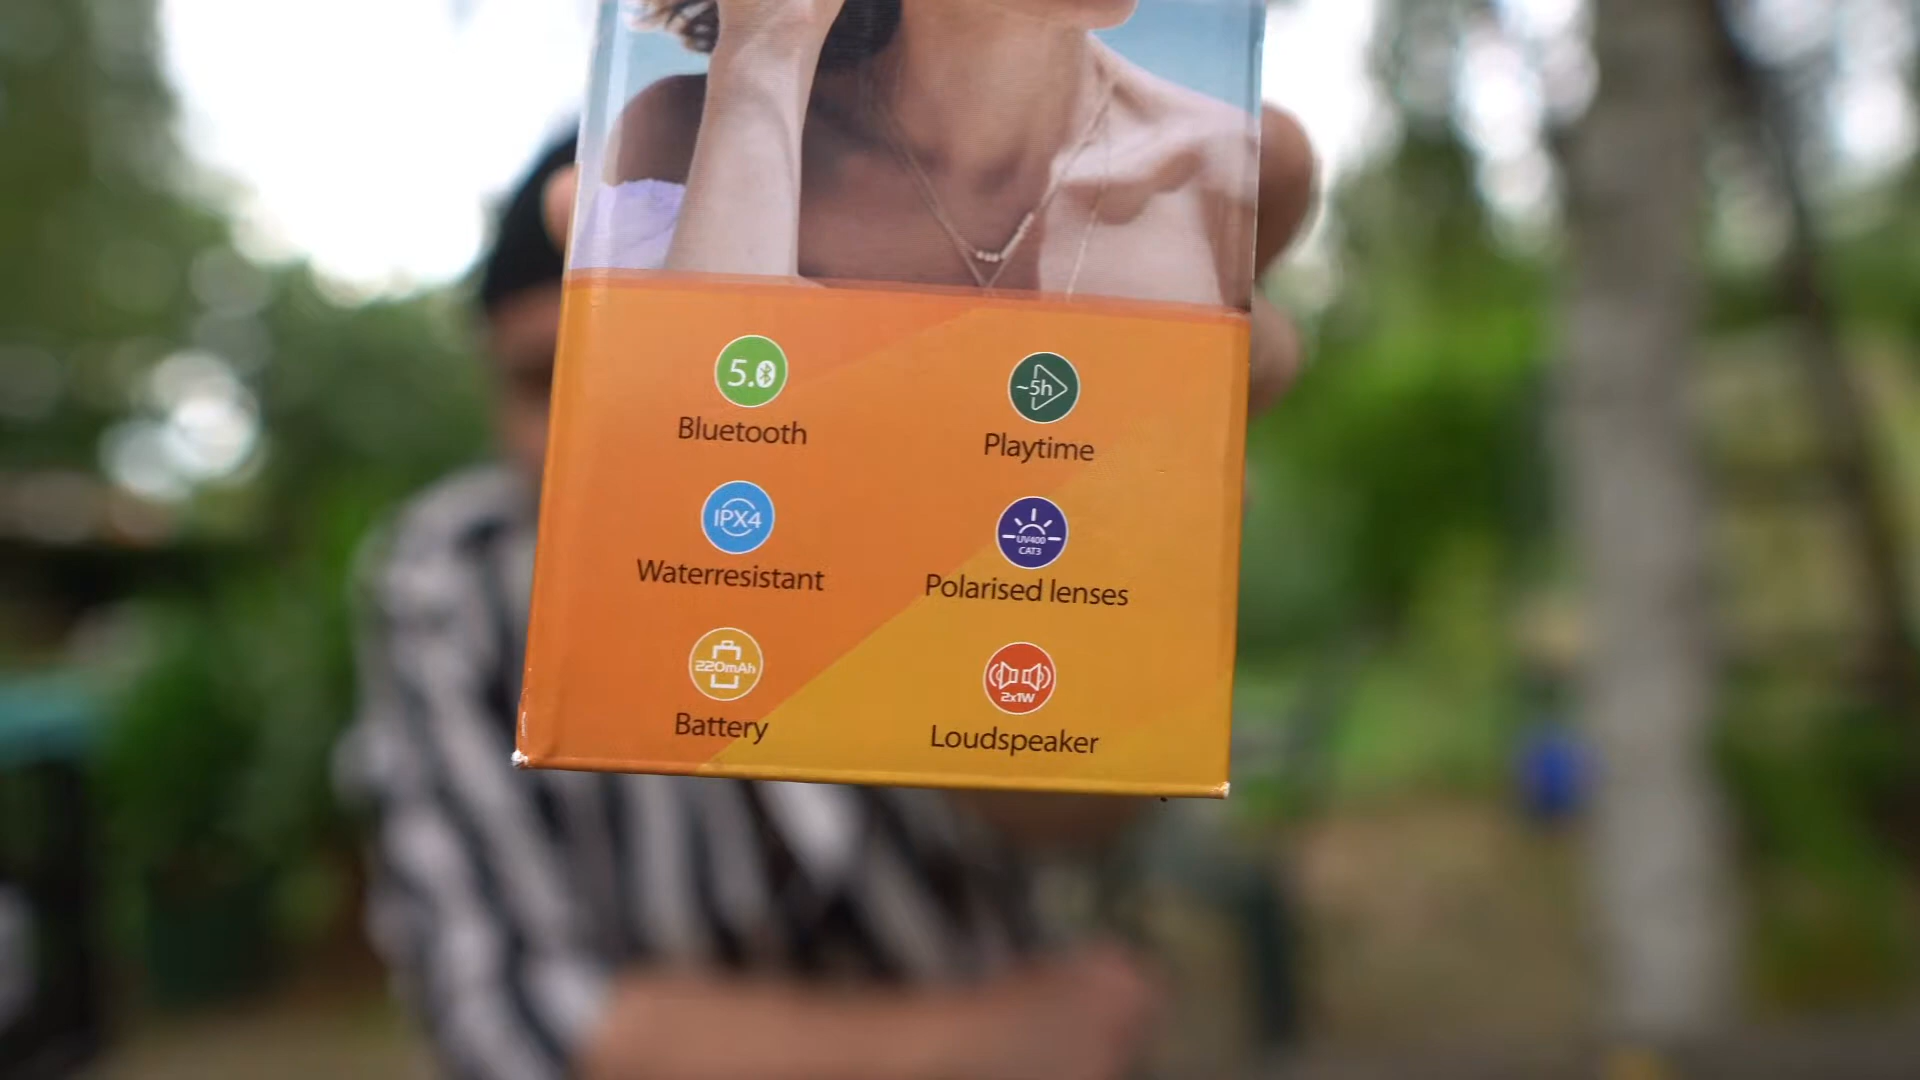 5.0
Bluetooth
~5h
Playtime
IPX4
Waterresistant
UV400
CAT3
Polarised lenses
220mAh
Battery
2x1W
Loudspeaker